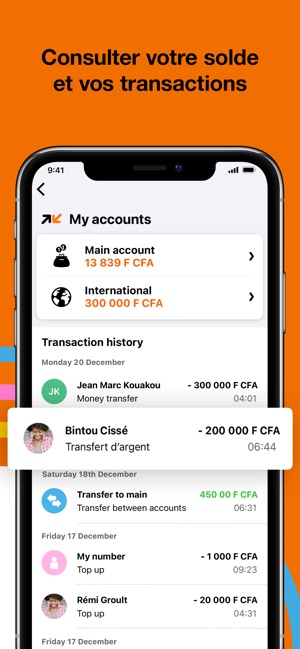 Consulter votre solde
et vos transactions
9:41
My accounts
Main account
13 839 F CFA
International
300 000 F CFA
Transaction history
Monday 20 December
JK
Jean Marc Kouakou
- 300 000 F CFA
Money transfer
04:01
Bintou Cissé
- 200 000 F CFA
Transfert d'argent
06:44
Saturday 18th December
Transfer to main
450 00 F CFA
Transfer between accounts
06:31
Friday 17 December
My number
- 1 000 F CFA
Top up
09:23
Rémi Groult
- 20 000 F CFA
Top up
04:31
Friday 17 December